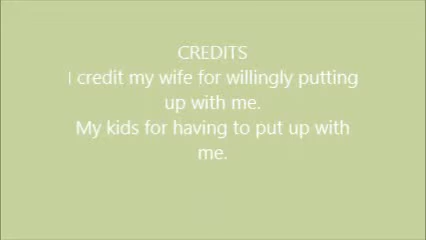 CREDITS
I credit my wife for willingly putting
up with me.
My kids for having to put up with
me.